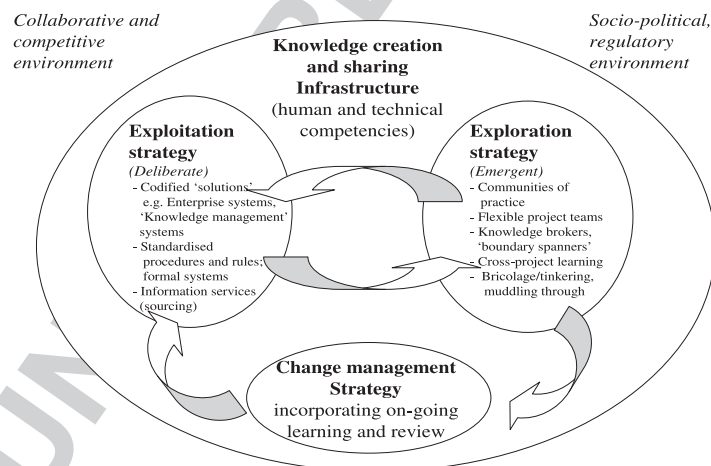 Collaborative and
competitive
environment
Socio-political,
regulatory
environment
Knowledge creation
and sharing
Infrastructure
(human and technical
competencies)
Exploitation
strategy
(Deliberate)
- Codified ‘solutions’
e.g. Enterprise systems,
‘Knowledge management’
systems
- Standardised
procedures and rules;
formal systems
- Information services
(sourcing)
Exploration
strategy
(Emergent)
- Communities of
practice
- Flexible project teams
- Knowledge brokers,
‘boundary spanners’
- Cross-project learning
- Bricolage/tinkering,
muddling through
Change management
Strategy
incorporating on-going
learning and review
UN